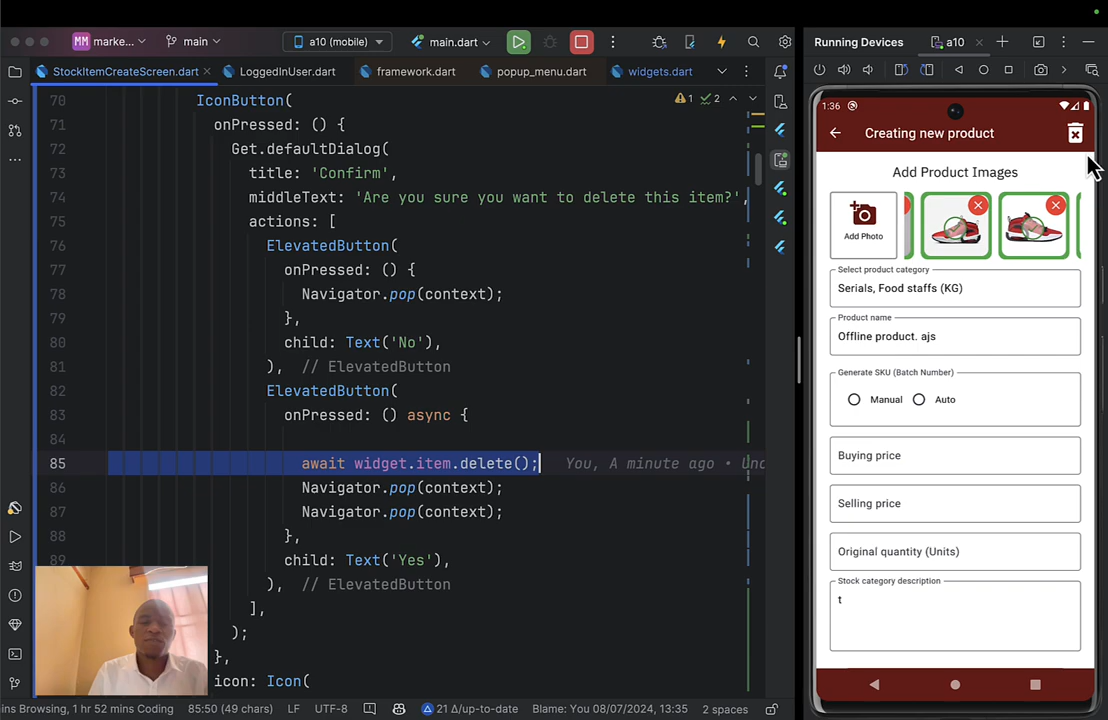 MM marke... main a10 (mobile) main.dart
StockItemCreateScreen.dart LoggedInUser.dart framework.dart popup_menu.dart widgets.dart
1 2
70 IconButton(
71 onPressed: () {
72 Get.defaultDialog(
73 title: 'Confirm',
74 middleText: 'Are you sure you want to delete this item?',
75 actions: [
76 ElevatedButton(
77 onPressed: () {
78 Navigator.pop(context);
79 },
80 child: Text('No'),
81 ), // ElevatedButton
82 ElevatedButton(
83 onPressed: () async {
84
85 await widget.item.delete(); You, A minute ago • Unc
86 Navigator.pop(context);
87 Navigator.pop(context);
88 },
89 child: Text('Yes'),
), // ElevatedButton
],
);
},
icon: Icon(
ins Browsing, 1 hr 52 mins Coding 85:50 (49 chars) LF UTF-8 21 Δ/up-to-date Blame: You 08/07/2024, 13:35 2 spaces
Running Devices a10
1:36
Creating new product
Add Product Images
Add Photo
Select product category
Serials, Food staffs (KG)
Product name
Offline product. ajs
Generate SKU (Batch Number)
Manual Auto
Buying price
Selling price
Original quantity (Units)
Stock category description
t